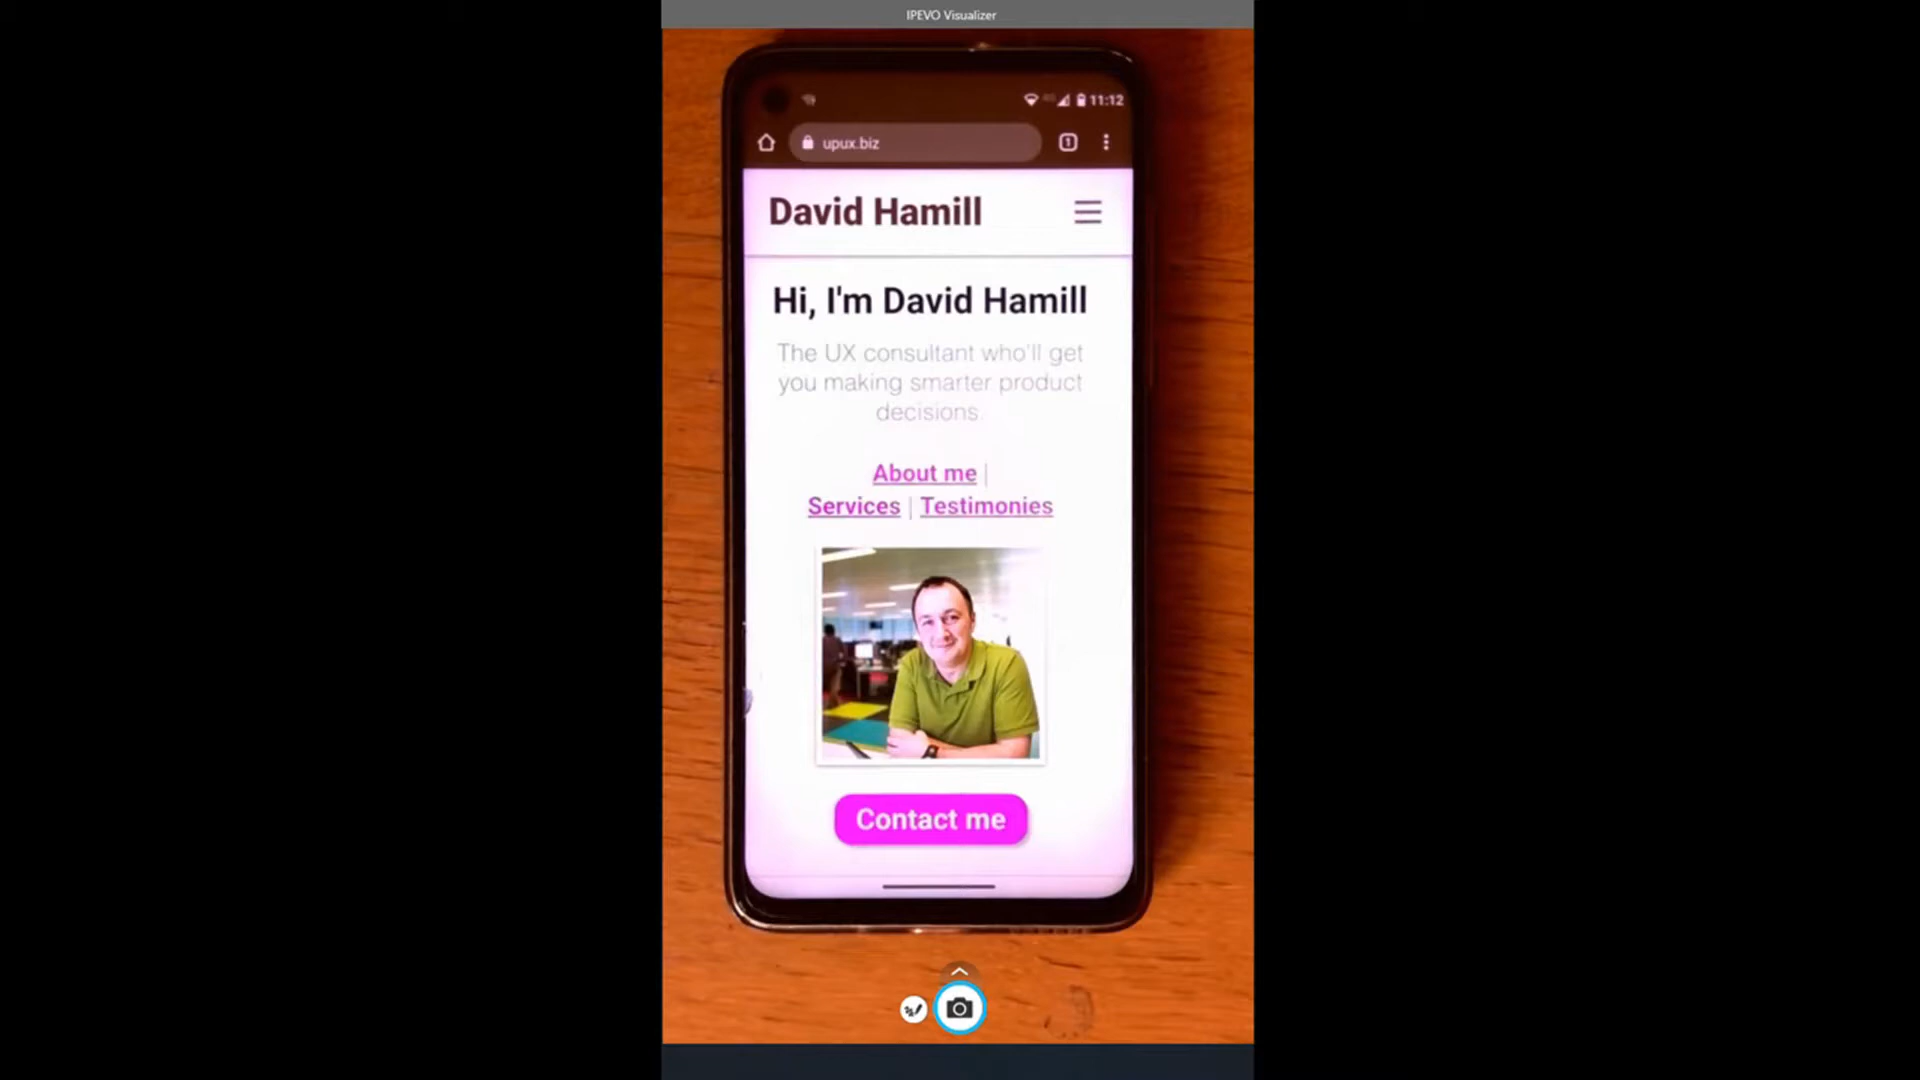 IPEVO Visualizer
11:12
upux.biz
1
David Hamill
Hi, I'm David Hamill
The UX consultant who'll get
you making smarter product
decisions.
About me |
Services | Testimonies
Contact me